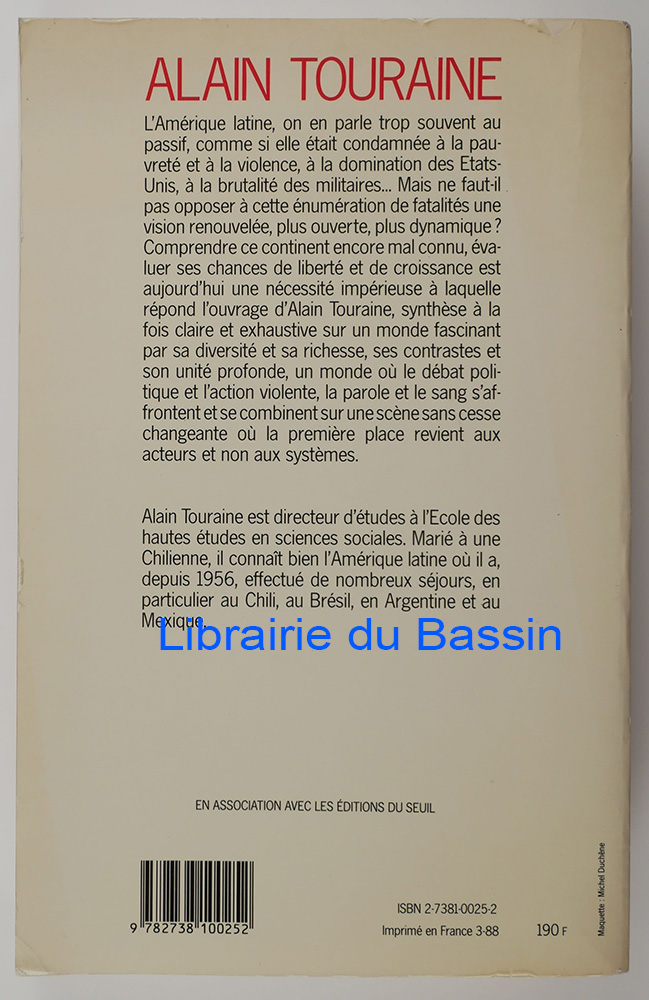 ALAIN TOURAINE
L'Amérique latine, on en parle trop souvent au
passif, comme si elle était condamnée à la pau-
vreté et à la violence, à la domination des Etats-
Unis, à la brutalité des militaires... Mais ne faut-il
pas opposer à cette énumération de fatalités une
vision renouvelée, plus ouverte, plus dynamique ?
Comprendre ce continent encore mal connu, éva-
luer ses chances de liberté et de croissance est
aujourd'hui une nécessité impérieuse à laquelle
répond l'ouvrage d'Alain Touraine, synthèse à la
fois claire et exhaustive sur un monde fascinant
par sa diversité et sa richesse, ses contrastes et
son unité profonde, un monde où le débat poli-
tique et l'action violente, la parole et le sang s'af-
frontent et se combinent sur une scène sans cesse
changeante où la première place revient aux
acteurs et non aux systèmes.
Alain Touraine est directeur d'études à l'Ecole des
hautes études en sciences sociales. Marié à une
Chilienne, il connaît bien l'Amérique latine où il a,
depuis 1956, effectué de nombreux séjours, en
particulier au Chili, au Brésil, en Argentine et au
Mexique.
Librairie du Bassin
EN ASSOCIATION AVEC LES ÉDITIONS DU SEUIL
9 782738 100252
ISBN 2-7381-0025-2
Imprimé en France 3-88
190 F
Maquette : Michel Duchêne